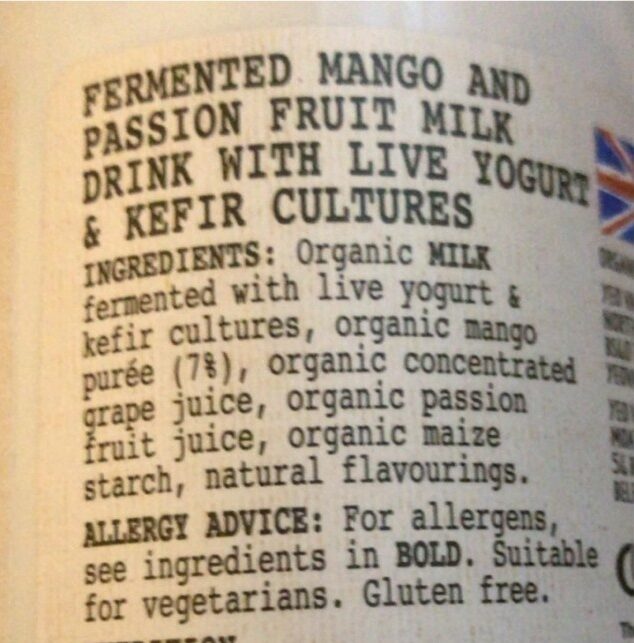 FERMENTED MANGO AND
PASSION FRUIT MILK
DRINK WITH LIVE YOGURT
& KEFIR CULTURES
INGREDIENTS: Organic MILK
fermented with live yogurt &
kefir cultures, organic mango
purée (7%), organic concentrated
grape juice, organic passion
fruit juice, organic maize
starch, natural flavourings.
ALLERGY ADVICE: For allergens,
see ingredients in BOLD. Suitable
for vegetarians. Gluten free.